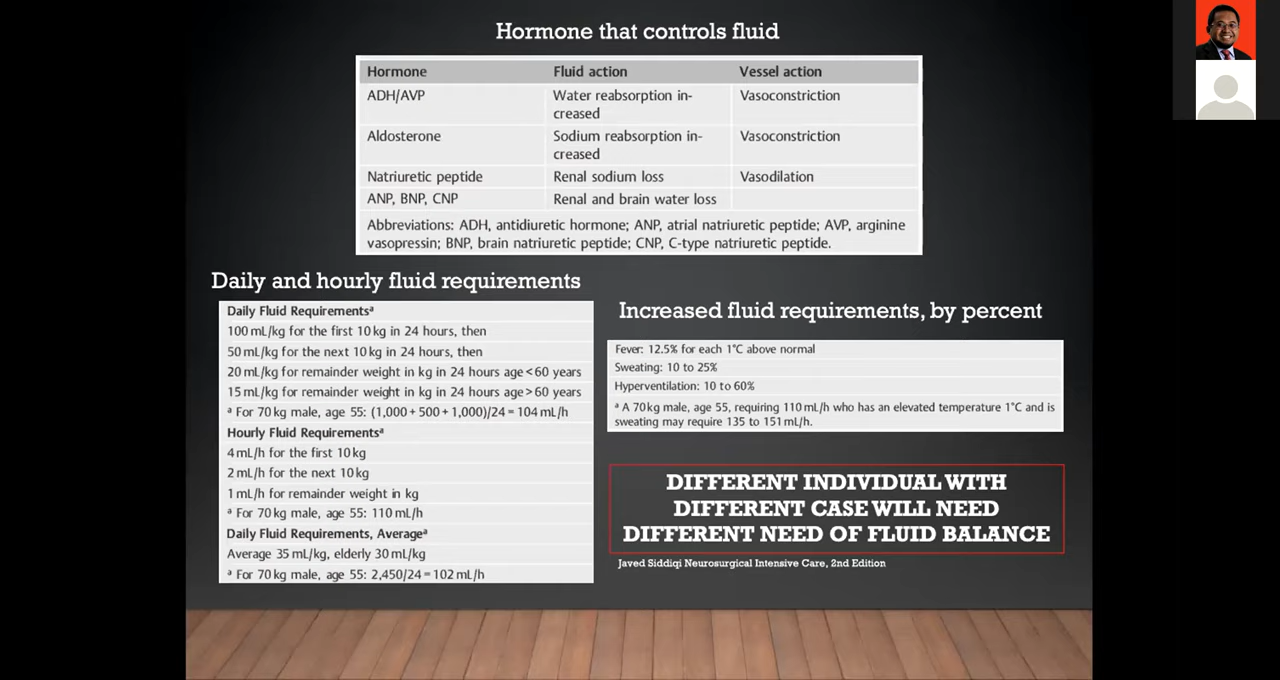 Hormone that controls fluid
Hormone Fluid action Vessel action
ADH/AVP Water reabsorption in- Vasoconstriction
creased
Aldosterone Sodium reabsorption in- Vasoconstriction
creased
Natriuretic peptide Renal sodium loss Vasodilation
ANP, BNP, CNP Renal and brain water loss
Abbreviations: ADH, antidiuretic hormone; ANP, atrial natriuretic peptide; AVP, arginine
vasopressin; BNP, brain natriuretic peptide; CNP, C-type natriuretic peptide.
Daily and hourly fluid requirements
Daily Fluid Requirementsᵃ
100 mL/kg for the first 10 kg in 24 hours, then
50 mL/kg for the next 10 kg in 24 hours, then
20 mL/kg for remainder weight in kg in 24 hours age < 60 years
15 mL/kg for remainder weight in kg in 24 hours age > 60 years
ᵃ For 70 kg male, age 55: (1,000 + 500 + 1,000)/24 = 104 mL/h
Hourly Fluid Requirementsᵃ
4 mL/h for the first 10 kg
2 mL/h for the next 10 kg
1 mL/h for remainder weight in kg
ᵃ For 70 kg male, age 55: 110 mL/h
Daily Fluid Requirements, Averageᵃ
Average 35 mL/kg, elderly 30 mL/kg
ᵃ For 70 kg male, age 55: 2,450/24 = 102 mL/h
Increased fluid requirements, by percent
Fever: 12.5% for each 1°C above normal
Sweating: 10 to 25%
Hyperventilation: 10 to 60%
ᵃ A 70 kg male, age 55, requiring 110 mL/h who has an elevated temperature 1°C and is
sweating may require 135 to 151 mL/h.
DIFFERENT INDIVIDUAL WITH
DIFFERENT CASE WILL NEED
DIFFERENT NEED OF FLUID BALANCE
Javed Siddiqi Neurosurgical Intensive Care, 2nd Edition